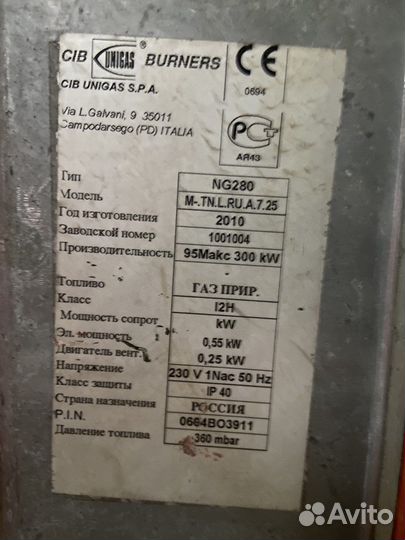 CIB UNIGAS ® BURNERS CE
CIB UNIGAS S.P.A. 0694
Via L.Galvani, 9 35011
Campodarsego (PD) ITALIA
РСТ
АЯ43
Тип NG280
Модель M-.TN.L.RU.A.7.25
Год изготовления 2010
Заводской номер 1001004
Производительность 95Макс 300 kW
Топливо ГАЗ ПРИР.
Класс I2H
Мощность сопрот kW
Эл. мощность 0,55 kW
Двигатель вент. 0,25 kW
Напряжение 230 V 1Nac 50 Hz
Класс защиты IP 40
Страна назначения РОССИЯ
P.I.N. 0694BO3911
Давление топлива 360 mbar
Avito